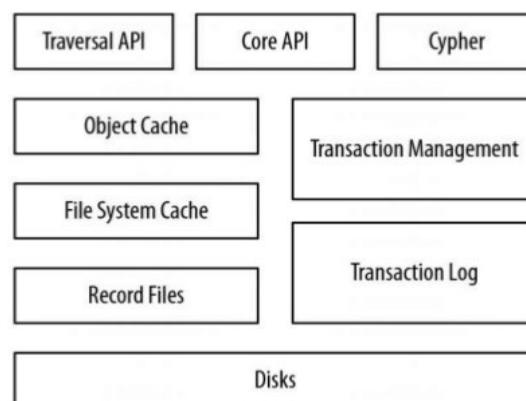 Traversal API
Core API
Cypher
Object Cache
Transaction Management
File System Cache
Transaction Log
Record Files
Disks